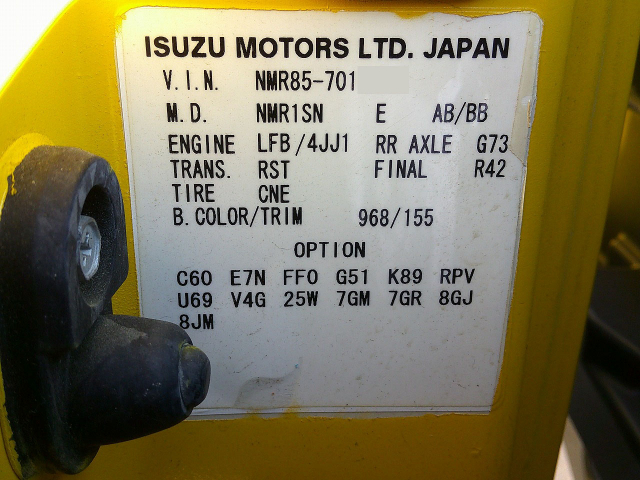 ISUZU MOTORS LTD. JAPAN
V.I.N. NMR85-701
M.D. NMR1SN E AB/BB
ENGINE LFB/4JJ1 RR AXLE G73
TRANS. RST FINAL R42
TIRE CNE
B.COLOR/TRIM 968/155
OPTION
C60 E7N FF0 G51 K89 RPV
U69 V4G 25W 7GM 7GR 8GJ
8JM